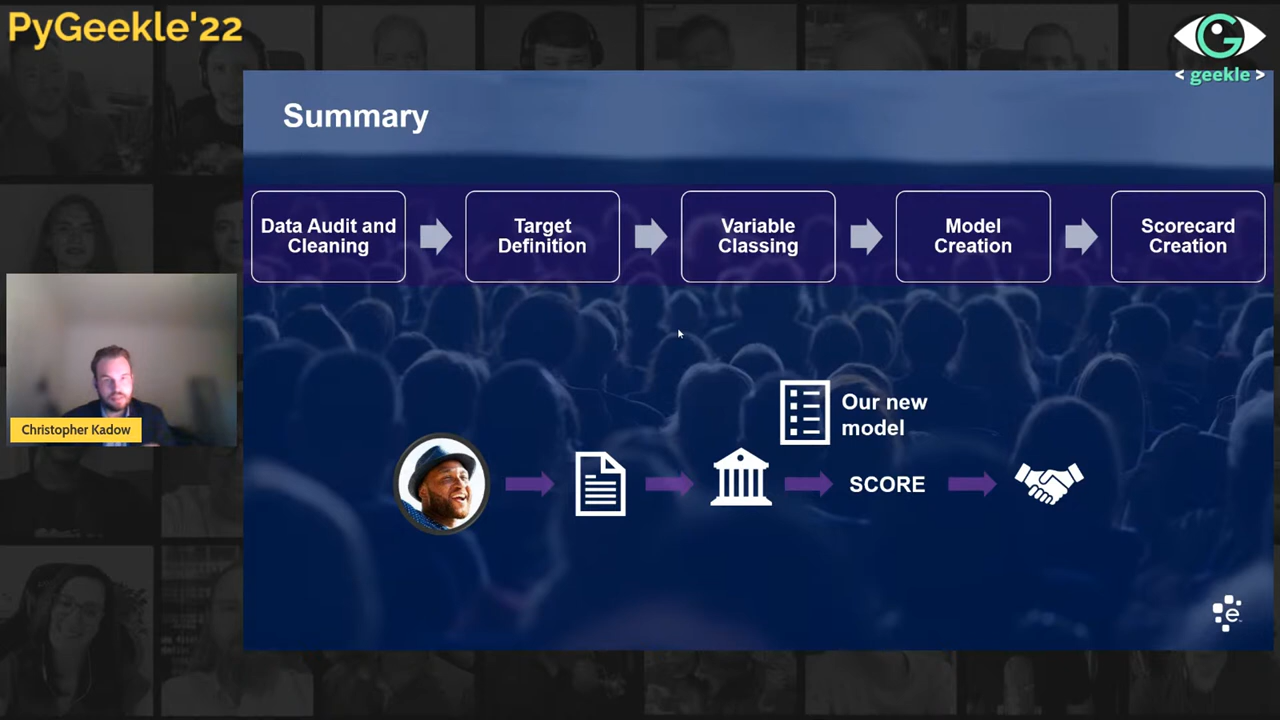 PyGeekle'22
G
< geekle >
Summary
Data Audit and
Cleaning
Target
Definition
Variable
Classing
Model
Creation
Scorecard
Creation
Christopher Kadow
Our new
model
SCORE
e